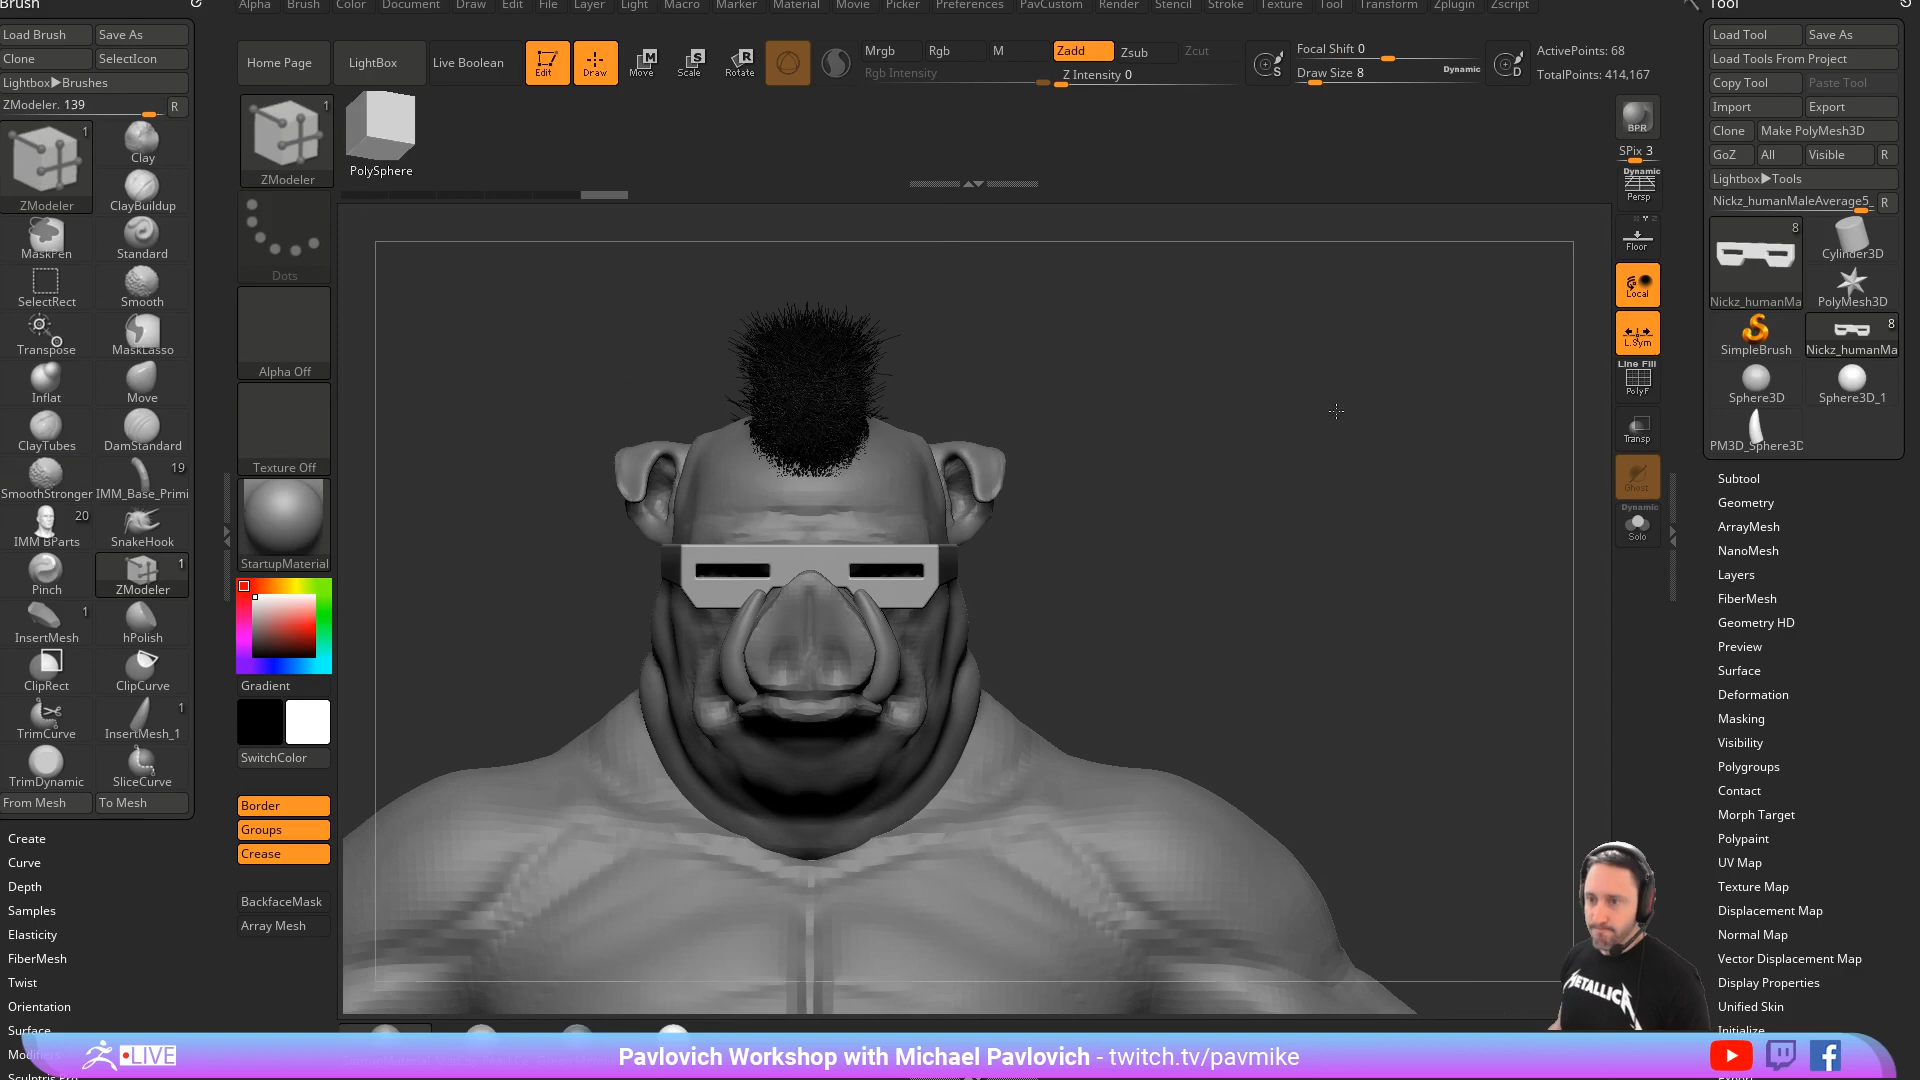 Brush
Alpha Brush Color Document Draw Edit File Layer Light Macro Marker Material Movie Picker Preferences PavCustom Render Stencil Stroke Texture Tool Transform Zplugin Zscript
Tool
Load Brush Save As
Clone SelectIcon
Lightbox▶Brushes
ZModeler. 139 R
1
ZModeler
Clay
ClayBuildup
MaskPen Standard
SelectRect Smooth
Transpose MaskLasso
Inflat Move
ClayTubes DamStandard
19
SmoothStronger IMM_Base_Primi
20
IMM BParts SnakeHook
1
Pinch ZModeler
1
InsertMesh hPolish
ClipRect ClipCurve
1
TrimCurve InsertMesh_1
TrimDynamic SliceCurve
From Mesh To Mesh
Create
Curve
Depth
Samples
Elasticity
FiberMesh
Twist
Orientation
Surface
Home Page LightBox Live Boolean Edit Draw Move Scale Rotate
Mrgb Rgb M Zadd Zsub Zcut
Rgb Intensity Z Intensity 0
S
Focal Shift 0
Draw Size 8 Dynamic
D
ActivePoints: 68
TotalPoints: 414,167
1
ZModeler
PolySphere
Dots
Alpha Off
Texture Off
StartupMaterial
Gradient
SwitchColor
Border
Groups
Crease
BackfaceMask
Array Mesh
BPR
SPix 3
Dynamic
Persp
Floor
Local
L.Sym
Line Fill
PolyF
Transp
Ghost
Dynamic
Solo
Load Tool Save As
Load Tools From Project
Copy Tool Paste Tool
Import Export
Clone Make PolyMesh3D
GoZ All Visible R
Lightbox▶Tools
Nickz_humanMaleAverage5_ R
8
Nickz_humanMa
Cylinder3D
PolyMesh3D
8
SimpleBrush Nickz_humanMa
Sphere3D Sphere3D_1
PM3D_Sphere3D
Subtool
Geometry
ArrayMesh
NanoMesh
Layers
FiberMesh
Geometry HD
Preview
Surface
Deformation
Masking
Visibility
Polygroups
Contact
Morph Target
Polypaint
UV Map
Texture Map
Displacement Map
Normal Map
Vector Displacement Map
Display Properties
Unified Skin
Initialize
METALLICA
LIVE
Pavlovich Workshop with Michael Pavlovich - twitch.tv/pavmike